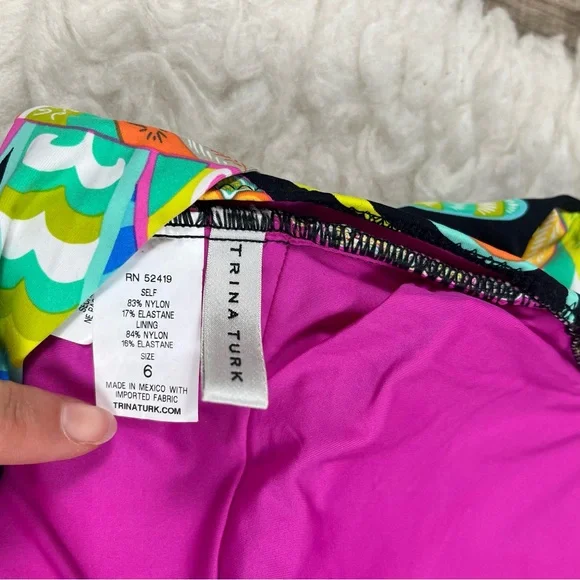 RN 52419
SELF
83% NYLON
17% ELASTANE
LINING
84% NYLON
16% ELASTANE
SIZE
6
MADE IN MEXICO WITH
IMPORTED FABRIC
TRINATURK.COM
TRINA TURK